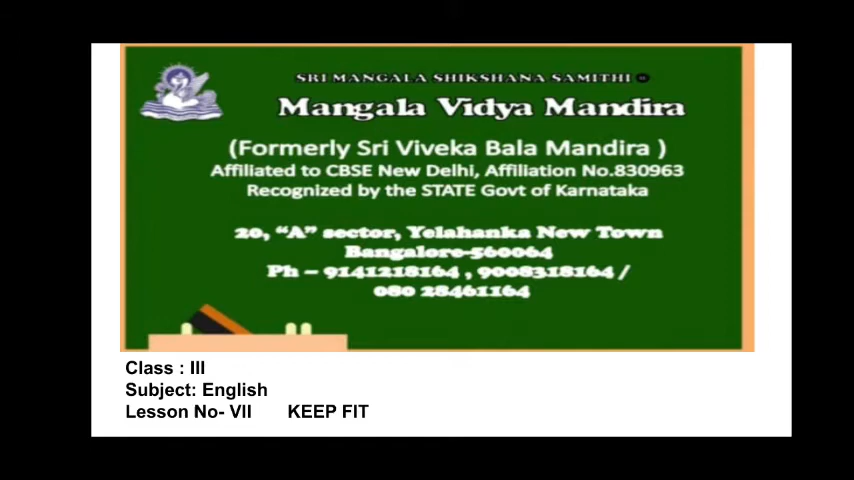 SRI MANGALA SHIKSHANA SAMITHI ®
Mangala Vidya Mandira
(Formerly Sri Viveka Bala Mandira )
Affiliated to CBSE New Delhi, Affiliation No.830963
Recognized by the STATE Govt of Karnataka
20, “A” sector, Yelahanka New Town
Bangalore-560064
Ph – 9141218164 , 9008318164 /
080 28461164
Class : III
Subject: English
Lesson No- VII KEEP FIT